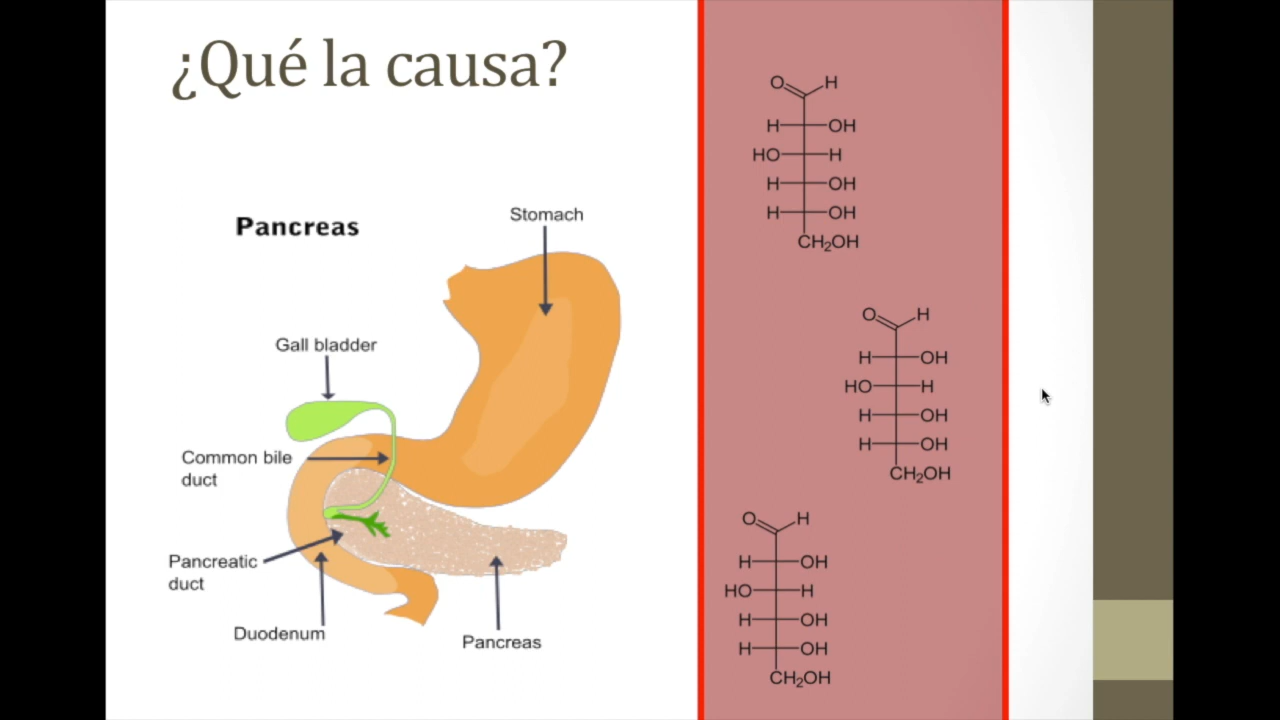 ¿Qué la causa?
Pancreas
Stomach
Gall bladder
Common bile
duct
Pancreatic
duct
Duodenum
Pancreas
O H
H OH
HO H
H OH
H OH
CH₂OH
O H
H OH
HO H
H OH
H OH
CH₂OH
O H
H OH
HO H
H OH
H OH
CH₂OH